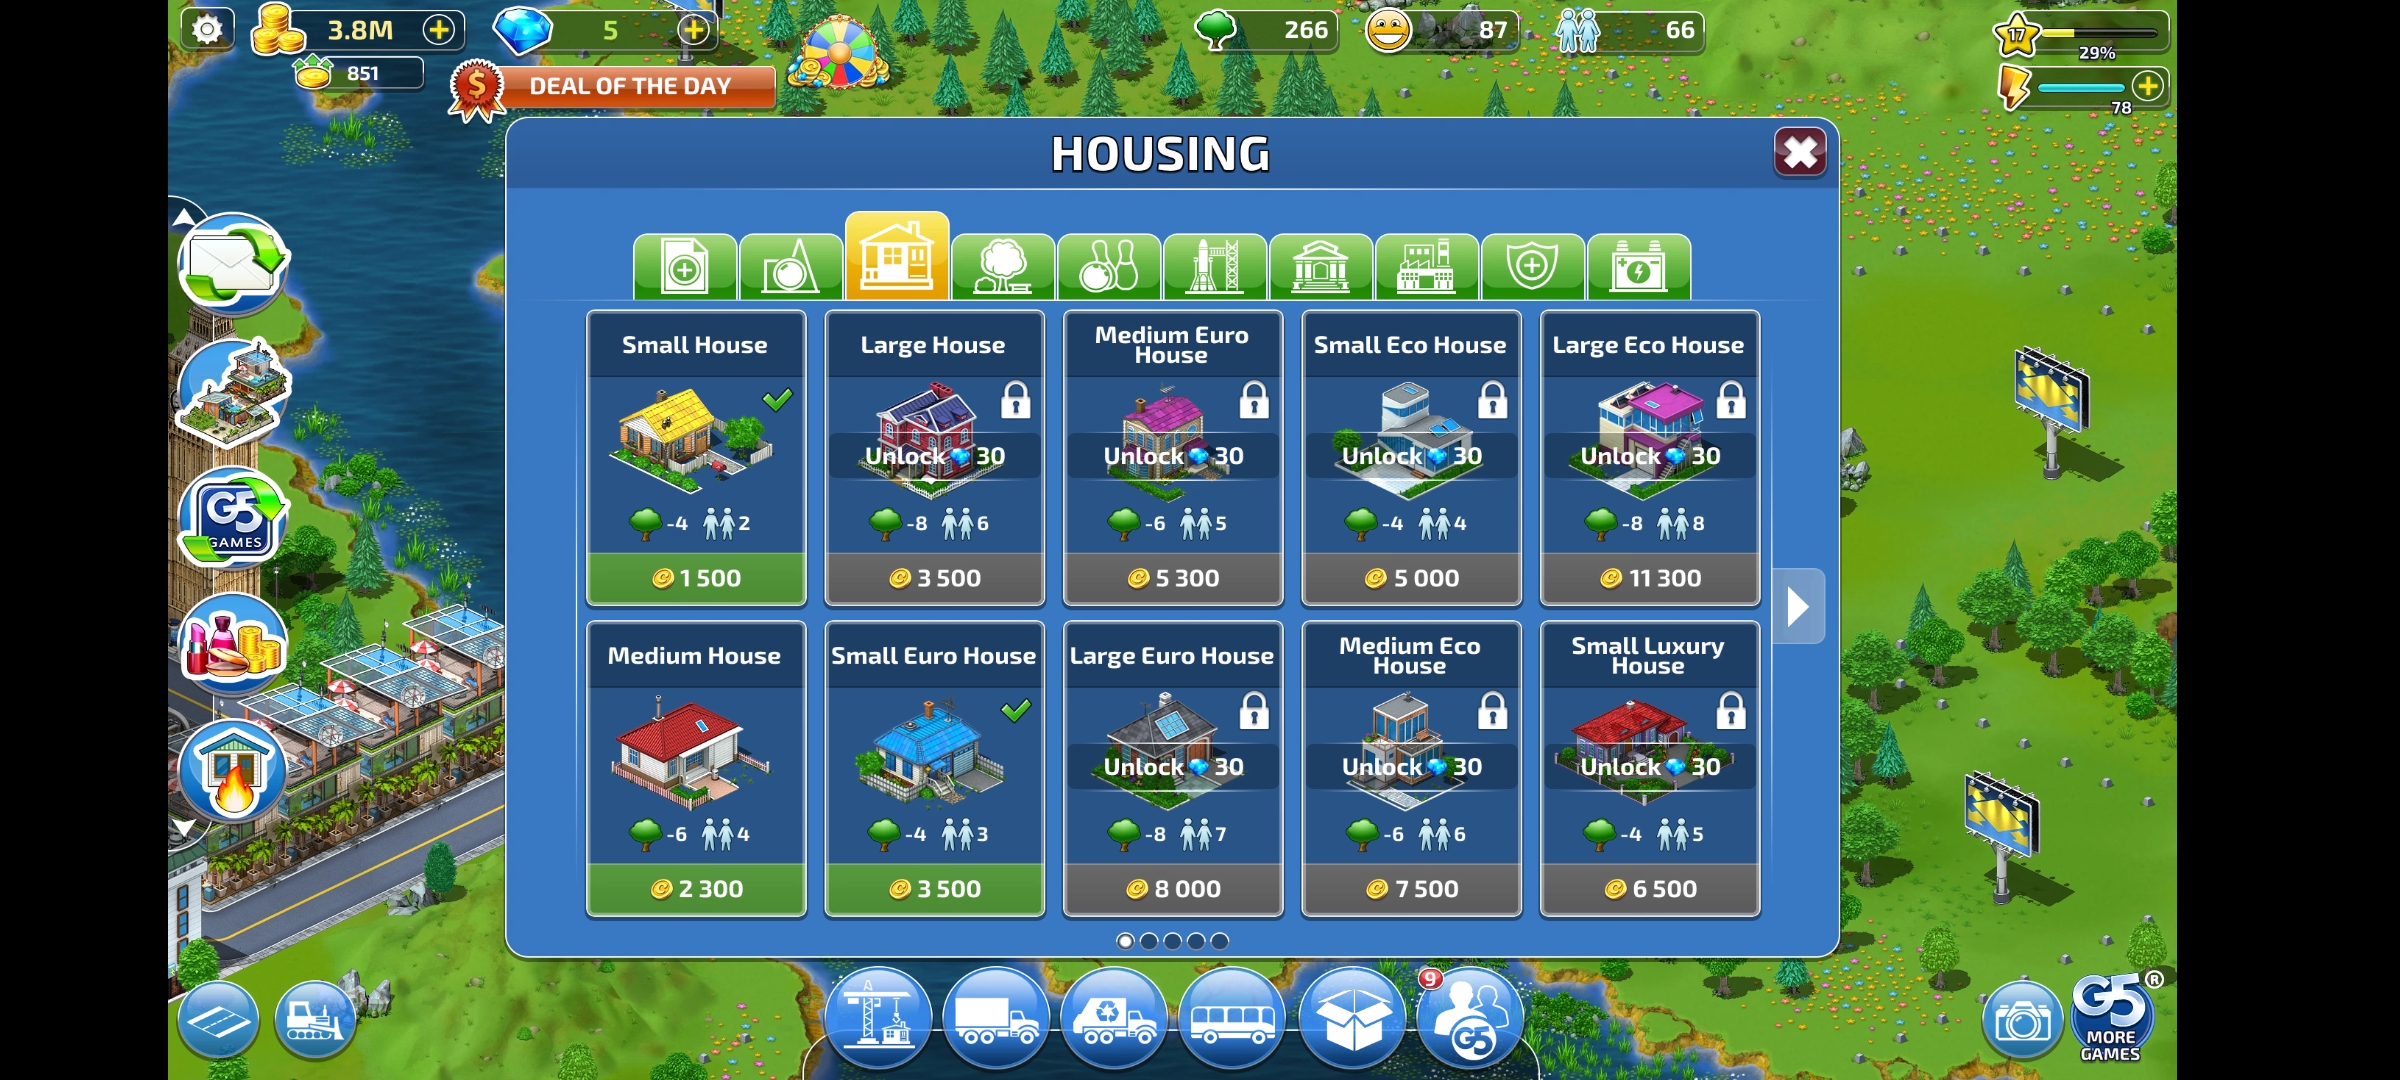 3.8M
5
266
87
66
17
29%
851
DEAL OF THE DAY
78
HOUSING
Small House
-4 2
1 500
Large House
Unlock 30
-8 6
3 500
Medium Euro
House
Unlock 30
-6 5
5 300
Small Eco House
Unlock 30
-4 4
5 000
Large Eco House
Unlock 30
-8 8
11 300
Medium House
-6 4
2 300
Small Euro House
-4 3
3 500
Large Euro House
Unlock 30
-8 7
8 000
Medium Eco
House
Unlock 30
-6 6
7 500
Small Luxury
House
Unlock 30
-4 5
6 500
G5
GAMES
9
G5
G5®
MORE
GAMES